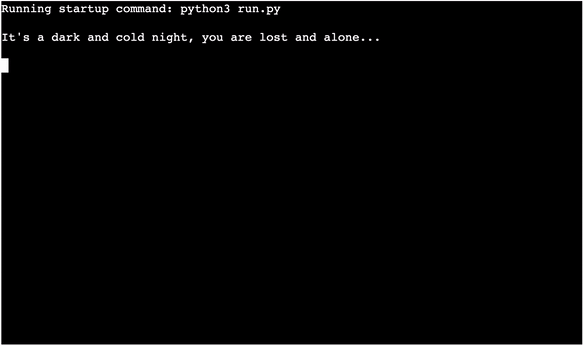 Running startup command: python3 run.py
It's a dark and cold night, you are lost and alone...